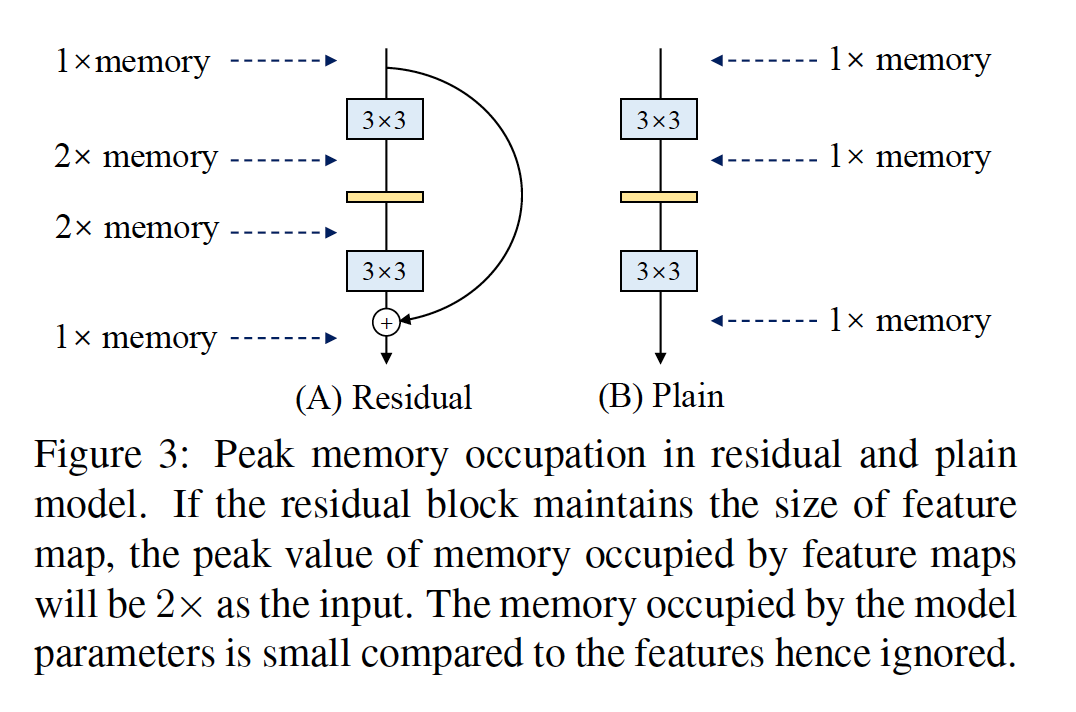 1×memory
1× memory
3×3
3×3
2× memory
1× memory
2× memory
3×3
3×3
+
1× memory
1× memory
(A) Residual
(B) Plain
Figure 3: Peak memory occupation in residual and plain
model. If the residual block maintains the size of feature
map, the peak value of memory occupied by feature maps
will be 2× as the input. The memory occupied by the model
parameters is small compared to the features hence ignored.